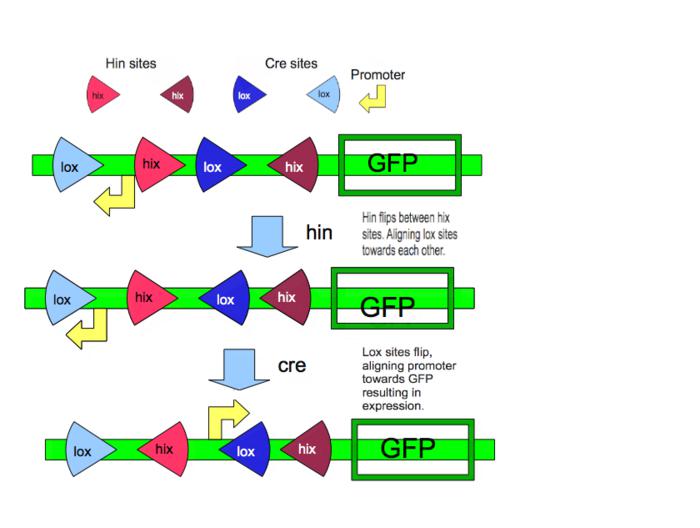 Hin sites
Cre sites
Promoter
hix
hix
lox
lox
lox
hix
lox
hix
GFP
hin
Hin flips between hix
sites. Aligning lox sites
towards each other.
lox
hix
lox
hix
GFP
cre
Lox sites flip,
aligning promoter
towards GFP
resulting in
expression.
lox
hix
lox
hix
GFP